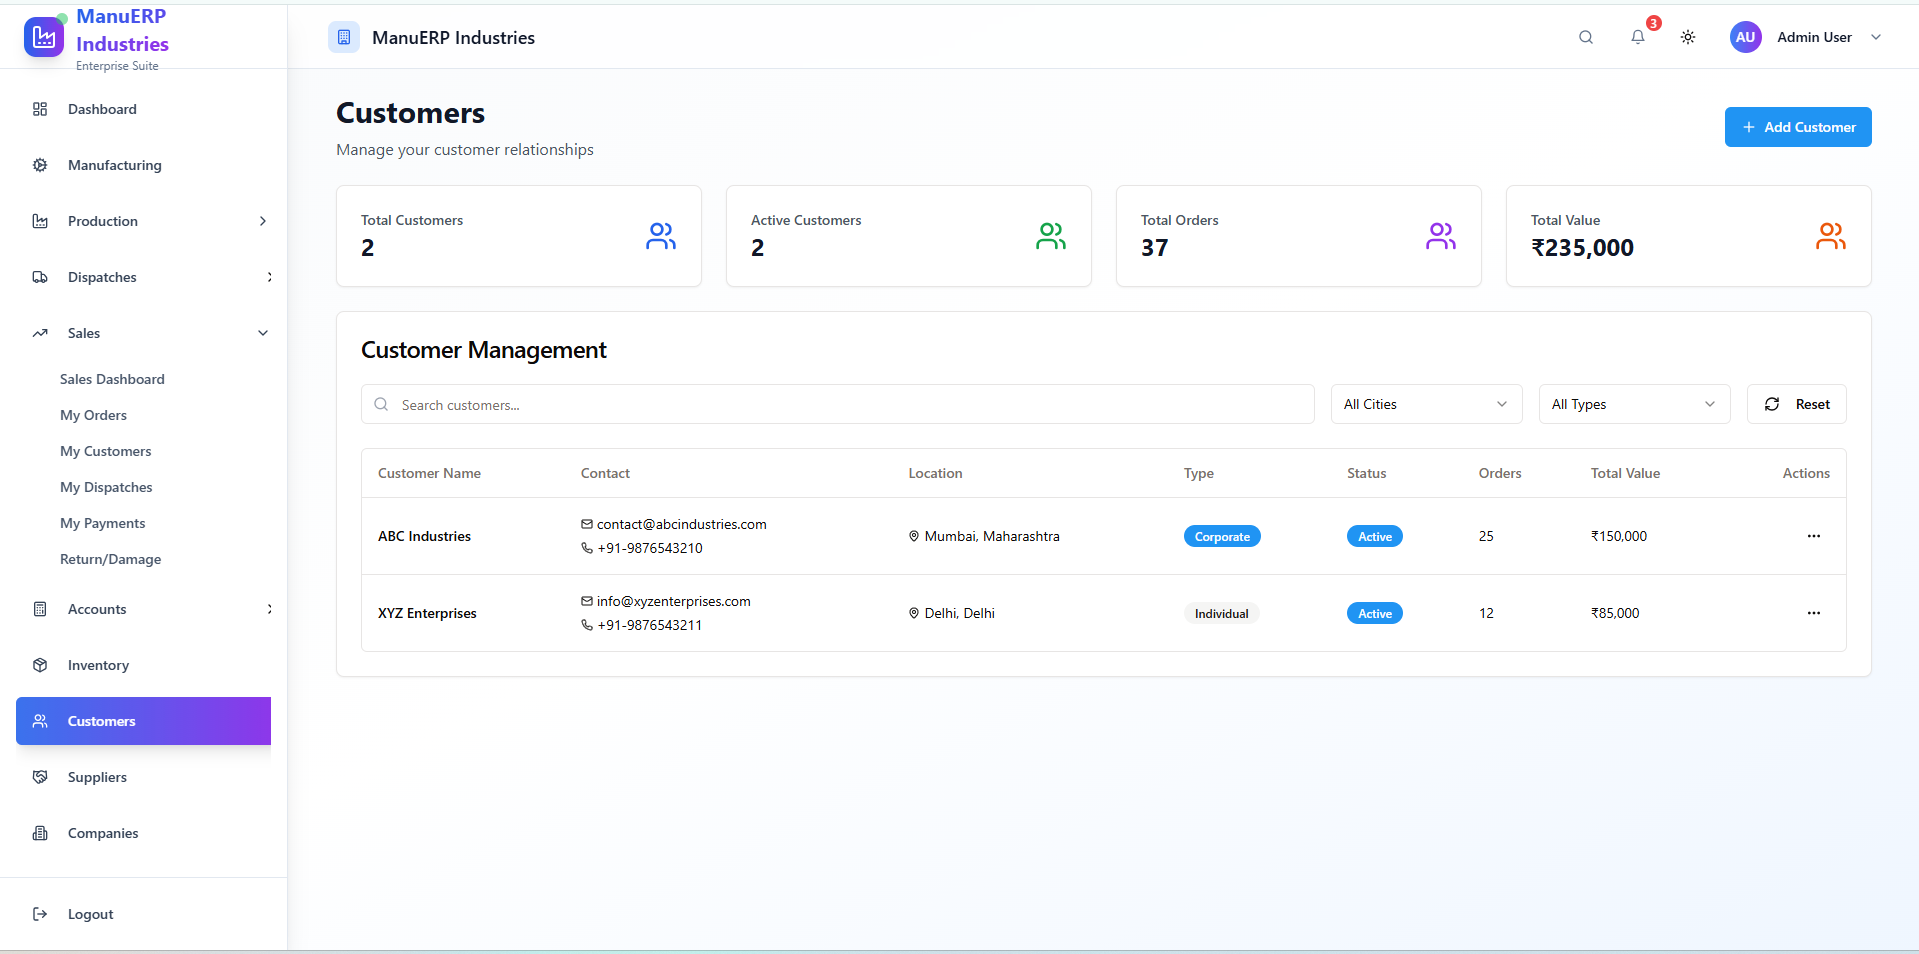 ManuERP
Industries
Enterprise Suite
ManuERP Industries
3
AU
Admin User
Dashboard
Manufacturing
Production
Dispatches
Sales
Sales Dashboard
My Orders
My Customers
My Dispatches
My Payments
Return/Damage
Accounts
Inventory
Customers
Suppliers
Companies
Logout
Customers
Manage your customer relationships
Add Customer
Total Customers
2
Active Customers
2
Total Orders
37
Total Value
₹235,000
Customer Management
Search customers...
All Cities
All Types
Reset
Customer Name Contact Location Type Status Orders Total Value Actions
ABC Industries
contact@abcindustries.com
+91-9876543210
Mumbai, Maharashtra
Corporate
Active
25
₹150,000
XYZ Enterprises
info@xyzenterprises.com
+91-9876543211
Delhi, Delhi
Individual
Active
12
₹85,000